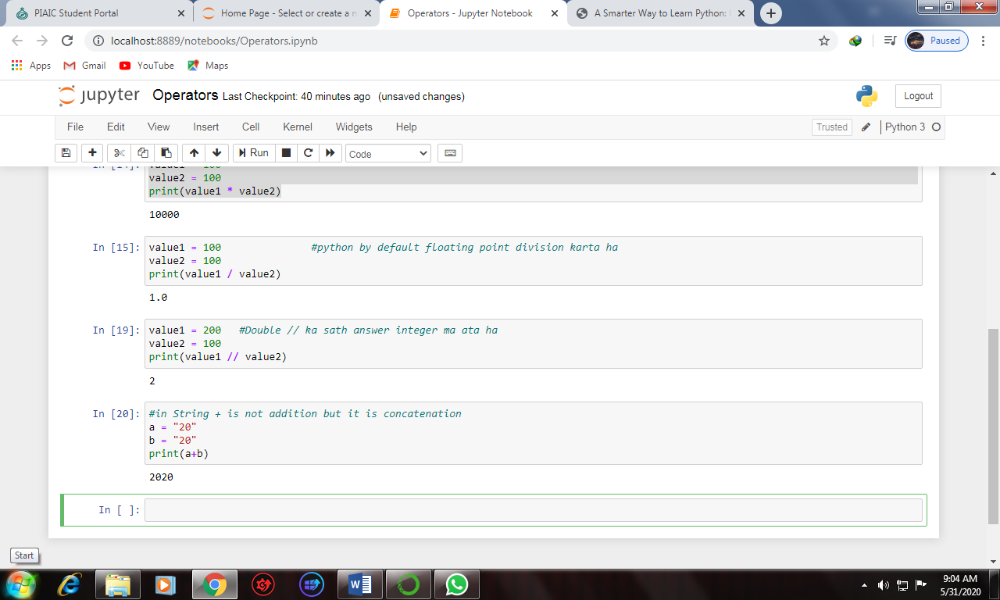 PIAIC Student Portal
Home Page - Select or create a n
Operators - Jupyter Notebook
A Smarter Way to Learn Python:
localhost:8889/notebooks/Operators.ipynb
Paused
Apps
Gmail
YouTube
Maps
jupyter
Operators Last Checkpoint: 40 minutes ago (unsaved changes)
Logout
File Edit View Insert Cell Kernel Widgets Help
Trusted
Python 3
Run
Code
In [14]: value1 = 100
value2 = 100
print(value1 * value2)
10000
In [15]: value1 = 100 #python by default floating point division karta ha
value2 = 100
print(value1 / value2)
1.0
In [19]: value1 = 200 #Double // ka sath answer integer ma ata ha
value2 = 100
print(value1 // value2)
2
In [20]: #in String + is not addition but it is concatenation
a = "20"
b = "20"
print(a+b)
2020
In [ ]:
Start
9:04 AM
5/31/2020